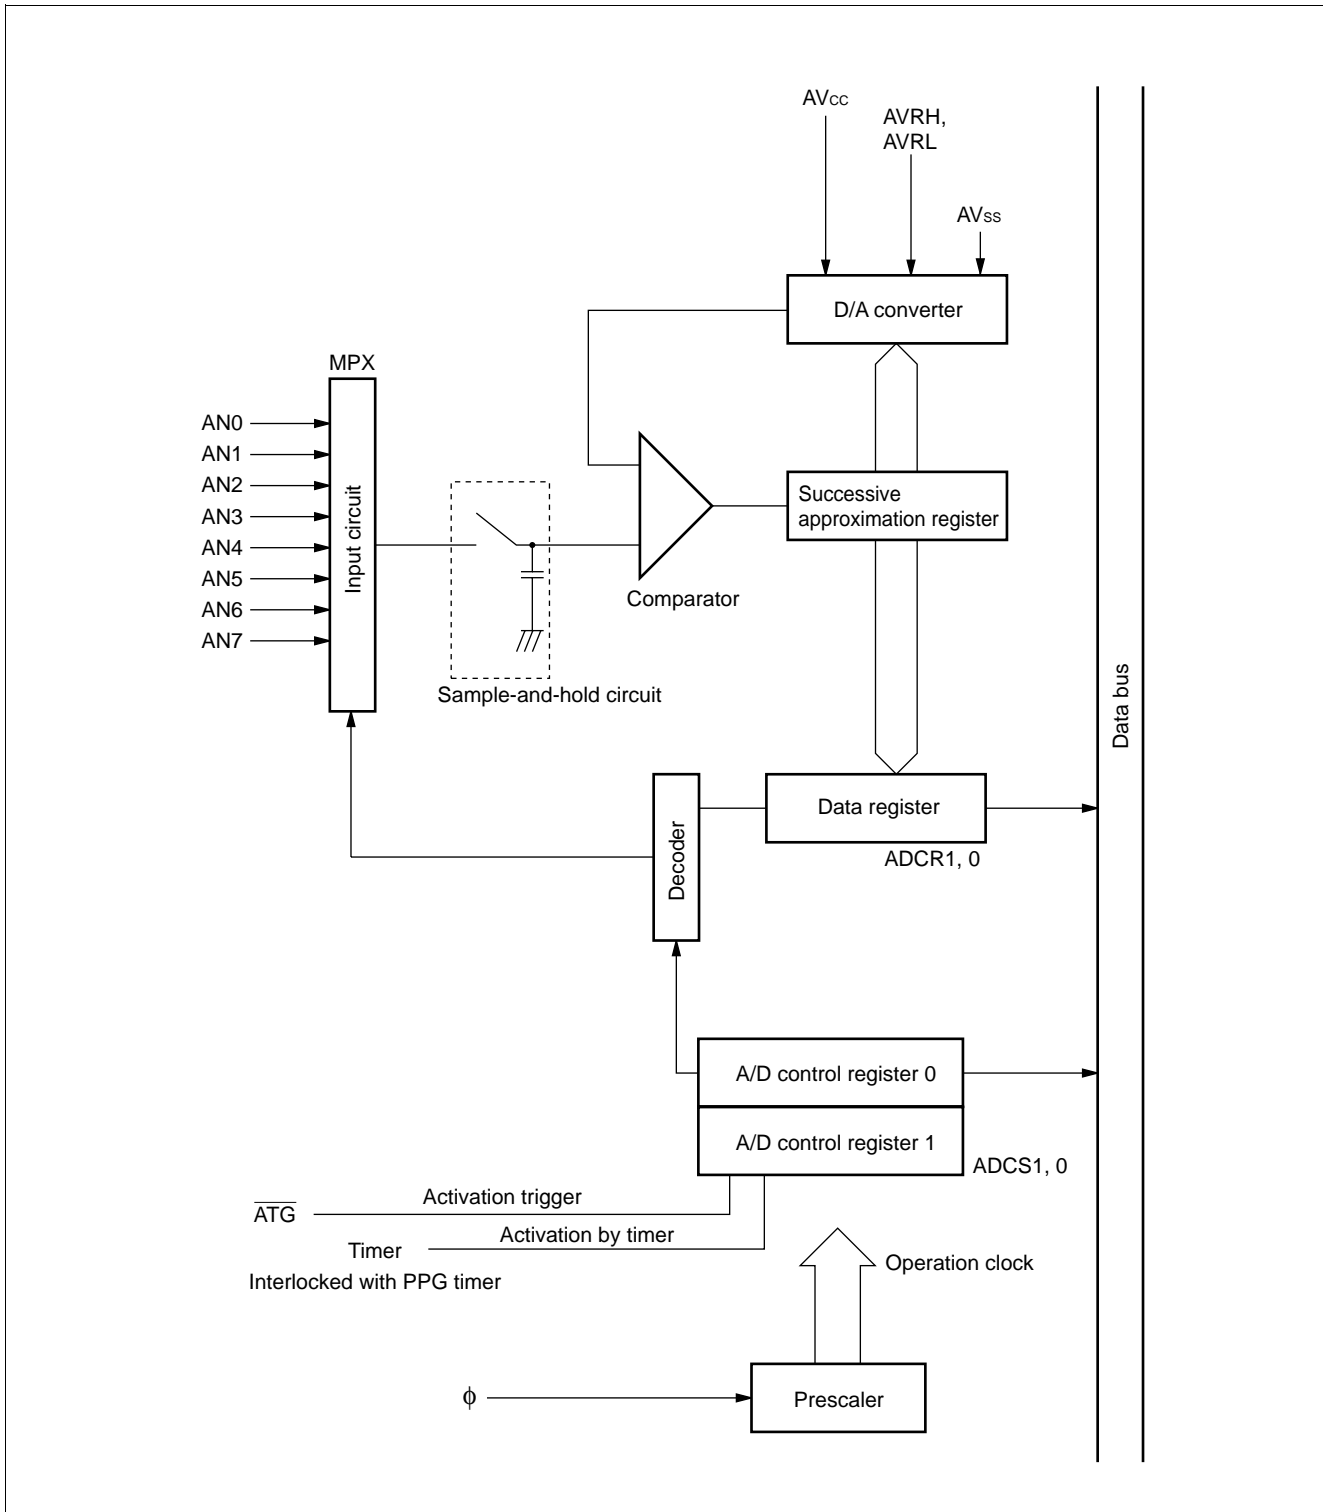 AVCC
AVRH,
AVRL
AVSS
D/A converter
MPX
AN0
AN1
AN2
AN3
AN4
AN5
AN6
AN7
Input circuit
Successive
approximation register
Comparator
Sample-and-hold circuit
Data bus
Data register
ADCR1, 0
Decoder
A/D control register 0
A/D control register 1
ADCS1, 0
ATG
Activation trigger
Timer
Activation by timer
Interlocked with PPG timer
Operation clock
ϕ
Prescaler